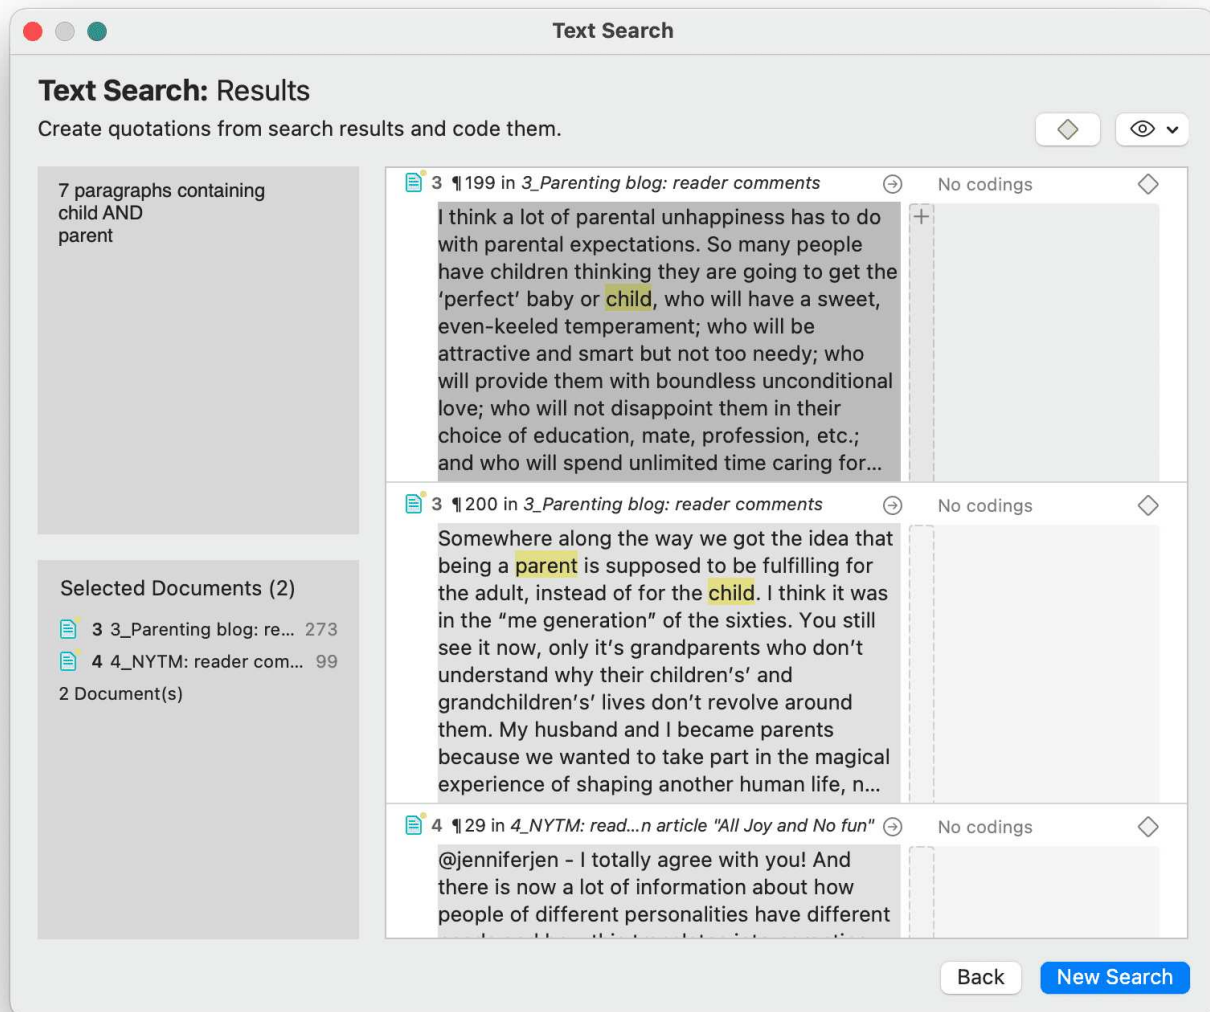 Text Search
Text Search: Results
Create quotations from search results and code them.
7 paragraphs containing
child AND
parent
Selected Documents (2)
3 3_Parenting blog: re... 273
4 4_NYTM: reader com... 99
2 Document(s)
3 ¶199 in 3_Parenting blog: reader comments
No codings
I think a lot of parental unhappiness has to do
with parental expectations. So many people
have children thinking they are going to get the
‘perfect’ baby or child, who will have a sweet,
even-keeled temperament; who will be
attractive and smart but not too needy; who
will provide them with boundless unconditional
love; who will not disappoint them in their
choice of education, mate, profession, etc.;
and who will spend unlimited time caring for...
3 ¶200 in 3_Parenting blog: reader comments
No codings
Somewhere along the way we got the idea that
being a parent is supposed to be fulfilling for
the adult, instead of for the child. I think it was
in the “me generation” of the sixties. You still
see it now, only it’s grandparents who don’t
understand why their children’s’ and
grandchildren’s’ lives don’t revolve around
them. My husband and I became parents
because we wanted to take part in the magical
experience of shaping another human life, n...
4 ¶29 in 4_NYTM: read...n article "All Joy and No fun"
No codings
@jenniferjen - I totally agree with you! And
there is now a lot of information about how
people of different personalities have different
Back
New Search